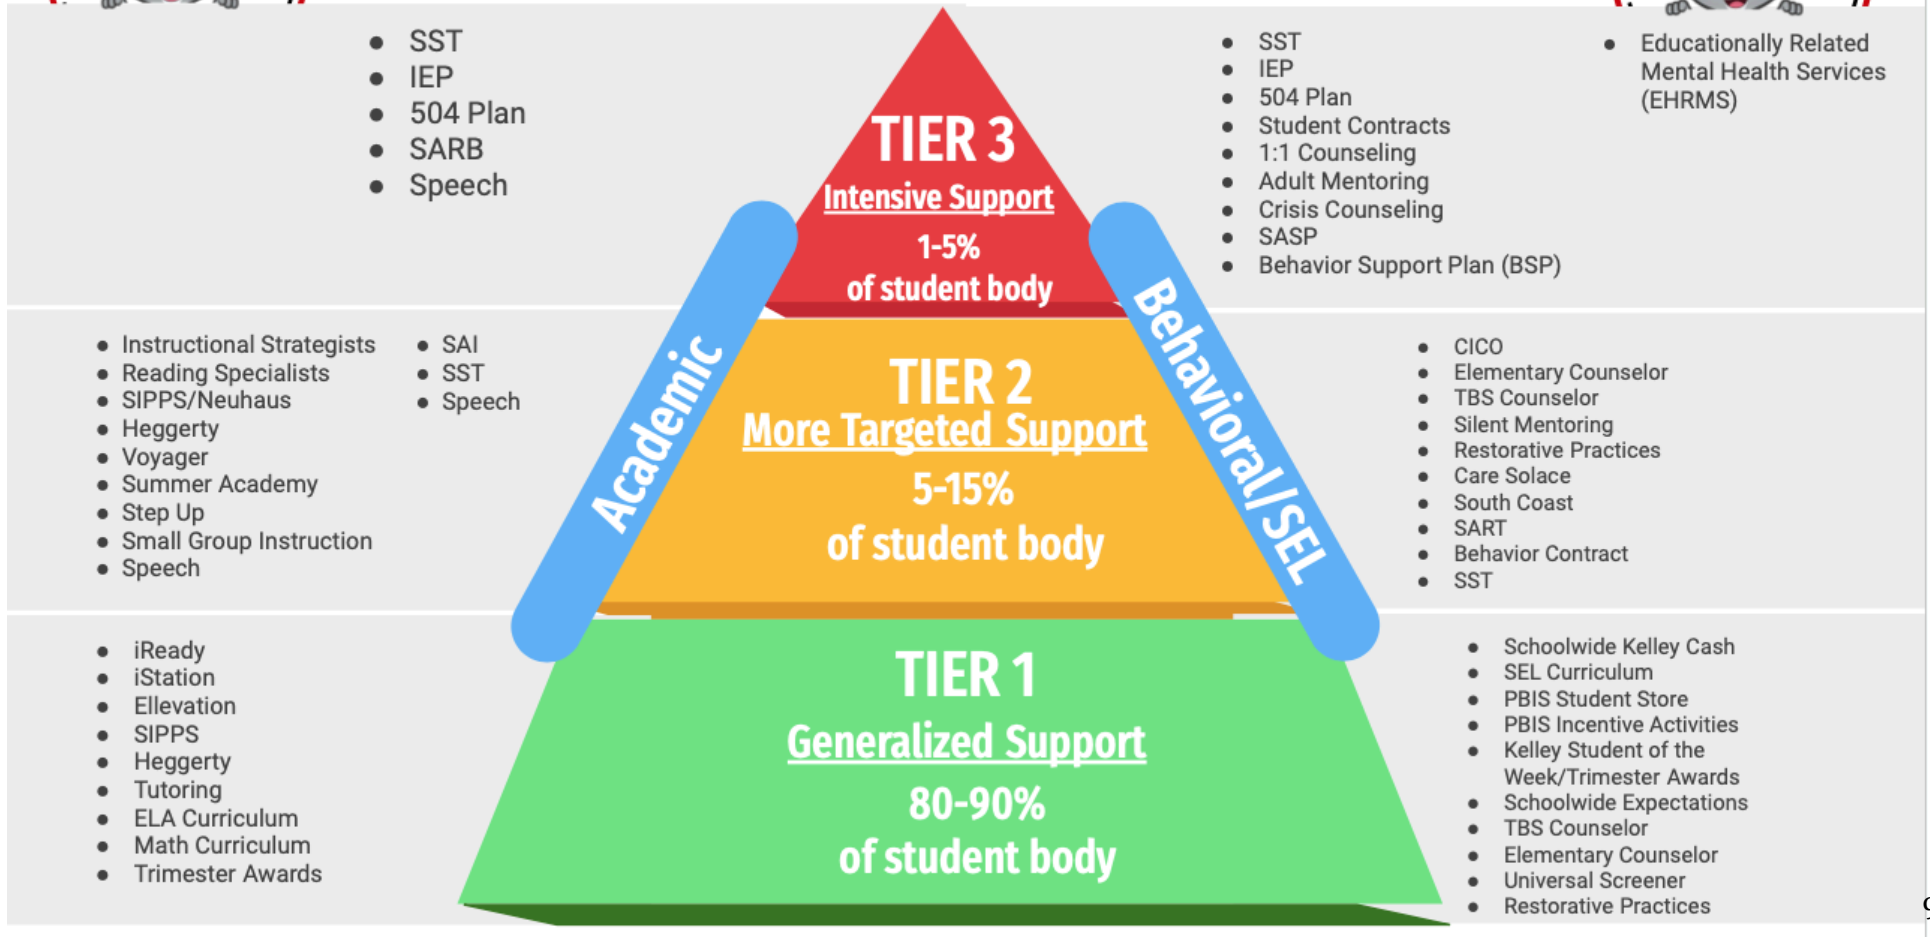 • SST
• IEP
• 504 Plan
• SARB
• Speech
TIER 3
Intensive Support
1-5%
of student body
• SST
• IEP
• 504 Plan
• Student Contracts
• 1:1 Counseling
• Adult Mentoring
• Crisis Counseling
• SASP
• Behavior Support Plan (BSP)
• Educationally Related
Mental Health Services
(EHRMS)
Academic
Behavioral/SEL
• Instructional Strategists
• Reading Specialists
• SIPPS/Neuhaus
• Heggerty
• Voyager
• Summer Academy
• Step Up
• Small Group Instruction
• Speech
• SAI
• SST
• Speech
TIER 2
More Targeted Support
5-15%
of student body
• CICO
• Elementary Counselor
• TBS Counselor
• Silent Mentoring
• Restorative Practices
• Care Solace
• South Coast
• SART
• Behavior Contract
• SST
• iReady
• iStation
• Ellevation
• SIPPS
• Heggerty
• Tutoring
• ELA Curriculum
• Math Curriculum
• Trimester Awards
TIER 1
Generalized Support
80-90%
of student body
• Schoolwide Kelley Cash
• SEL Curriculum
• PBIS Student Store
• PBIS Incentive Activities
• Kelley Student of the
Week/Trimester Awards
• Schoolwide Expectations
• TBS Counselor
• Elementary Counselor
• Universal Screener
• Restorative Practices